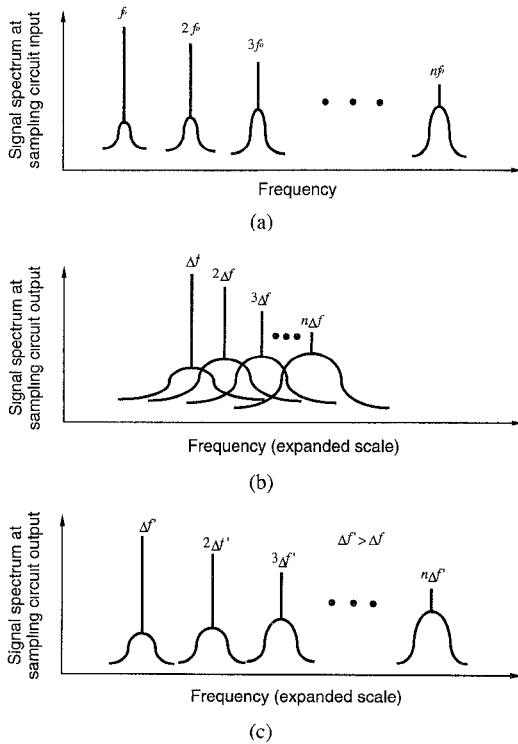 Signal spectrum at
sampling circuit input
f₀
2f₀
3f₀
nf₀
Frequency
(a)
Signal spectrum at
sampling circuit output
Δf
2Δf
3Δf
nΔf
Frequency (expanded scale)
(b)
Signal spectrum at
sampling circuit output
Δf'
2Δf'
3Δf'
Δf'>Δf
nΔf'
Frequency (expanded scale)
(c)